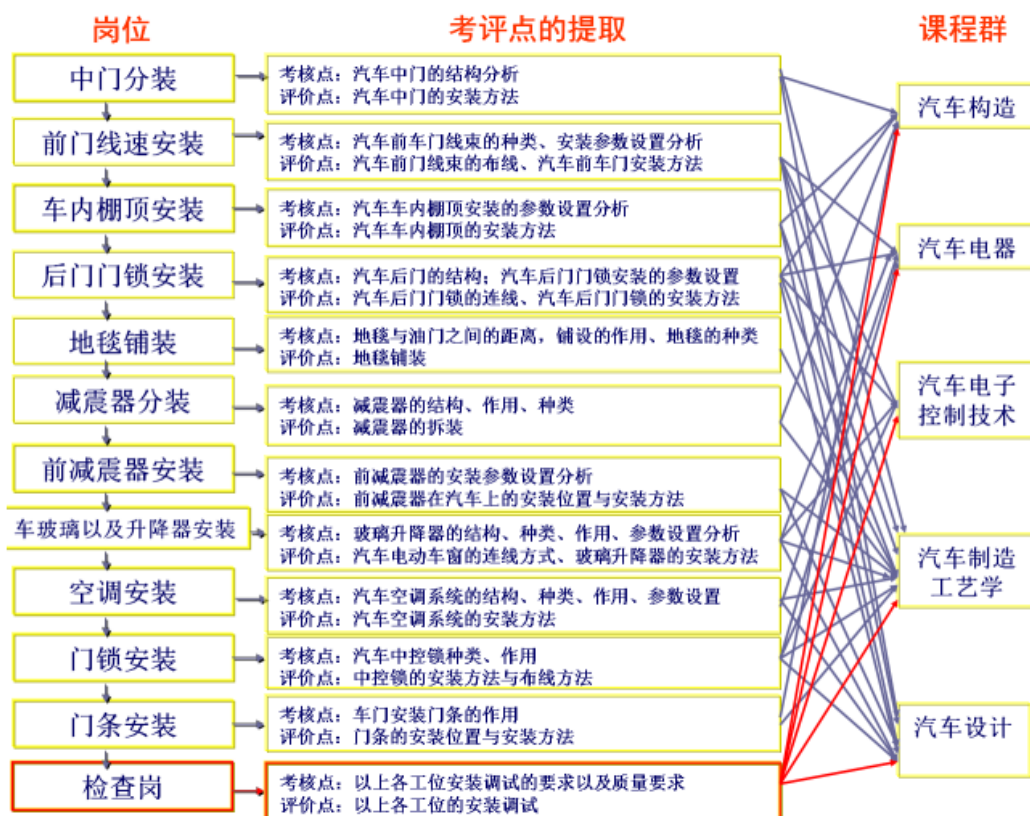 岗位
考评点的提取
课程群
中门分装
考核点：汽车中门的结构分析
评价点：汽车中门的安装方法
前门线速安装
考核点：汽车前车门线束的种类、安装参数设置分析
评价点：汽车前门线束的布线、汽车前车门安装方法
车内棚顶安装
考核点：汽车车内棚顶安装的参数设置分析
评价点：汽车车内棚顶的安装方法
后门门锁安装
考核点：汽车后门的结构；汽车后门门锁安装的参数设置
评价点：汽车后门门锁的连线、汽车后门门锁的安装方法
地毯铺装
考核点：地毯与油门之间的距离，铺设的作用、地毯的种类
评价点：地毯铺装
减震器分装
考核点：减震器的结构、作用、种类
评价点：减震器的拆装
前减震器安装
考核点：前减震器的安装参数设置分析
评价点：前减震器在汽车上的安装位置与安装方法
车玻璃以及升降器安装
考核点：玻璃升降器的结构、种类、作用、参数设置分析
评价点：汽车电动车窗的连线方式、玻璃升降器的安装方法
空调安装
考核点：汽车空调系统的结构、种类、作用、参数设置
评价点：汽车空调系统的安装方法
门锁安装
考核点：汽车中控锁种类、作用
评价点：中控锁的安装方法与布线方法
门条安装
考核点：车门安装门条的作用
评价点：门条的安装位置与安装方法
检查岗
考核点：以上各工位安装调试的要求以及质量要求
评价点：以上各工位的安装调试
汽车构造
汽车电器
汽车电子
控制技术
汽车制造
工艺学
汽车设计